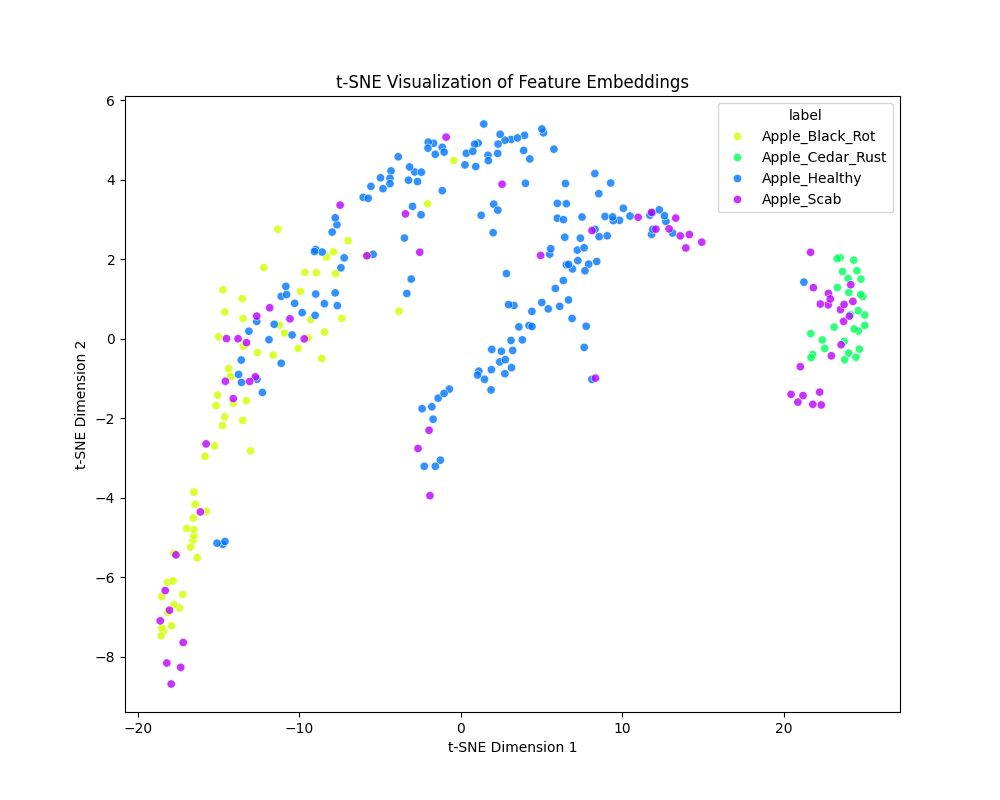 t-SNE Visualization of Feature Embeddings
label
Apple_Black_Rot
Apple_Cedar_Rust
Apple_Healthy
Apple_Scab
6
4
2
0
−2
−4
−6
−8
t-SNE Dimension 2
−20
−10
0
10
20
t-SNE Dimension 1